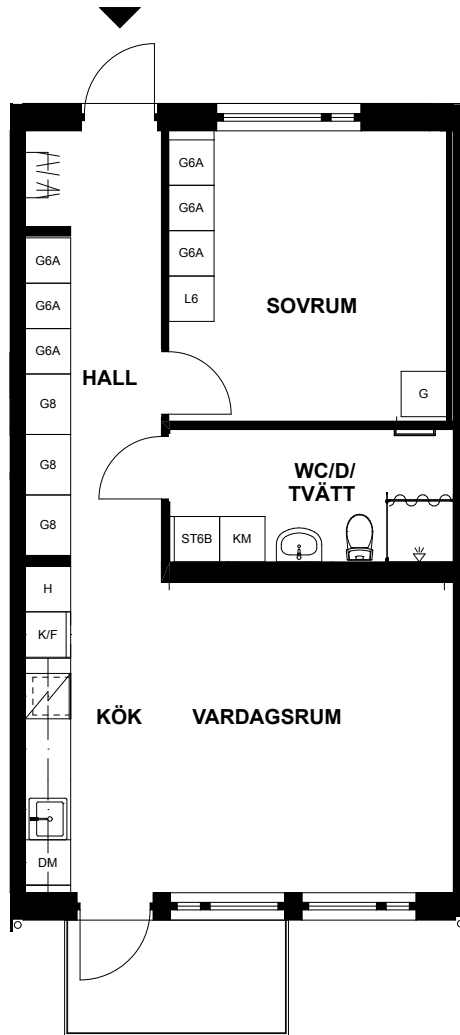 G6A
G6A
G6A
L6
SOVRUM
G6A
G6A
G6A
HALL
G8
G
G8
G8
WC/D/
TVÄTT
ST6B
KM
H
K/F
KÖK
VARDAGSRUM
DM